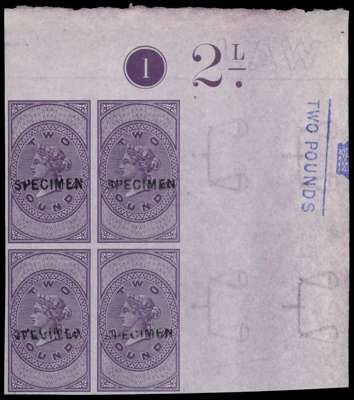 1
2L.
TWO POUNDS
TWO TWO
SPECIMEN SPECIMEN
POUNDS POUNDS
TWO TWO
SPECIMEN SPECIMEN
POUNDS POUNDS